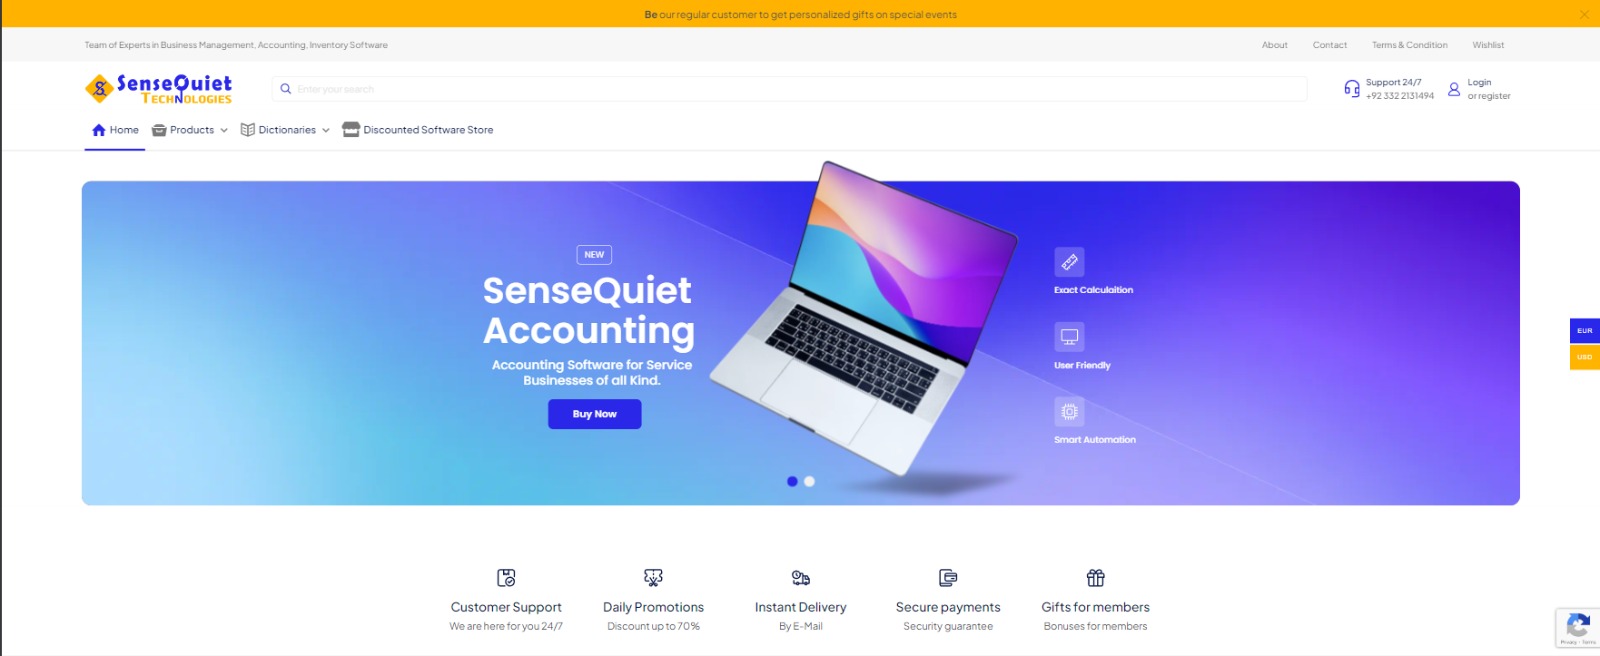 Be our regular customer to get personalized gifts on special events
Team of Experts in Business Management, Accounting, Inventory Software
About
Contact
Terms & Condition
Wishlist
SenseQuiet
TECHNOLOGIES
Enter your search
Support 24/7
+92 332 2131494
Login
or register
Home
Products
Dictionaries
Discounted Software Store
NEW
SenseQuiet
Accounting
Accounting Software for Service
Businesses of all Kind.
Buy Now
Exact Calculaition
User Friendly
Smart Automation
EUR
USD
Customer Support
We are here for you 24/7
Daily Promotions
Discount up to 70%
Instant Delivery
By E-Mail
Secure payments
Security guarantee
Gifts for members
Bonuses for members
Privacy - Terms